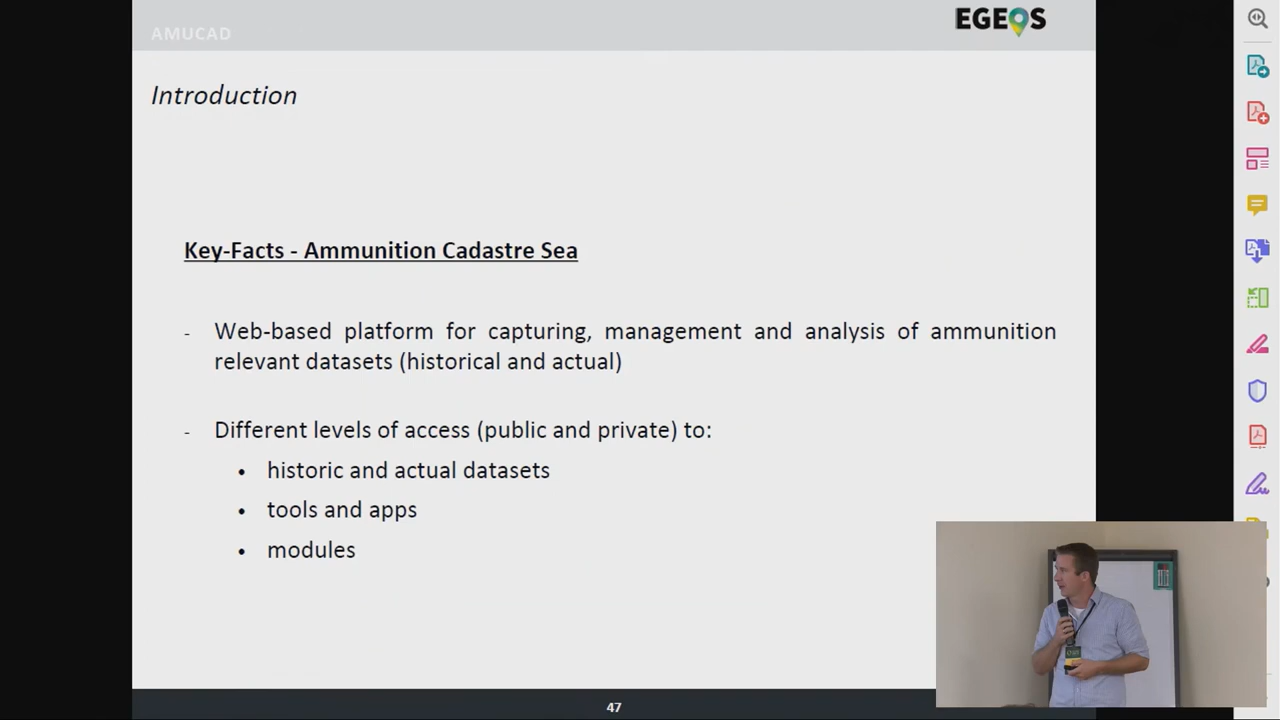 AMUCAD
EGEOS
Introduction
Key-Facts - Ammunition Cadastre Sea
- Web-based platform for capturing, management and analysis of ammunition
relevant datasets (historical and actual)
- Different levels of access (public and private) to:
• historic and actual datasets
• tools and apps
• modules
47